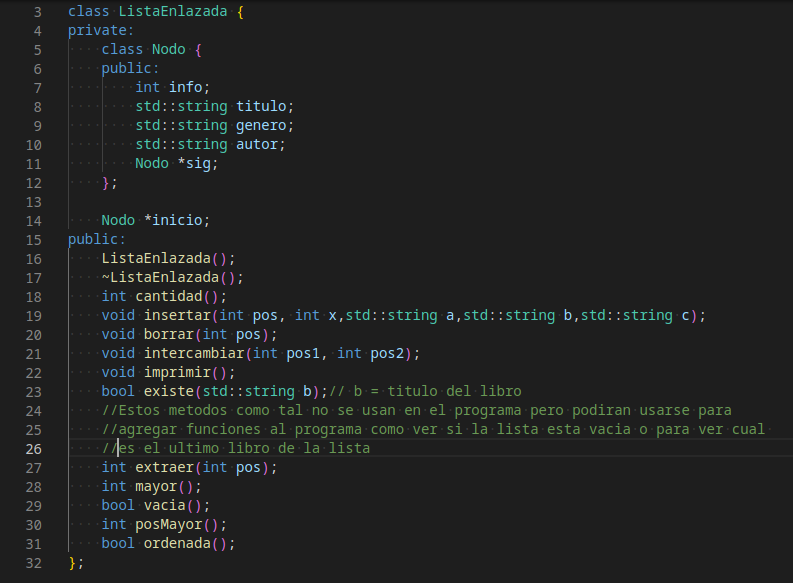 3 class ListaEnlazada {
4 private:
5 class Nodo {
6 public:
7 int info;
8 std::string titulo;
9 std::string genero;
10 std::string autor;
11 Nodo *sig;
12 };
13
14 Nodo *inicio;
15 public:
16 ListaEnlazada();
17 ~ListaEnlazada();
18 int cantidad();
19 void insertar(int pos, int x,std::string a,std::string b,std::string c);
20 void borrar(int pos);
21 void intercambiar(int pos1, int pos2);
22 void imprimir();
23 bool existe(std::string b);// b = titulo del libro
24 //Estos metodos como tal no se usan en el programa pero podiran usarse para
25 //agregar funciones al programa como ver si la lista esta vacia o para ver cual
26 //es el ultimo libro de la lista
27 int extraer(int pos);
28 int mayor();
29 bool vacia();
30 int posMayor();
31 bool ordenada();
32 };